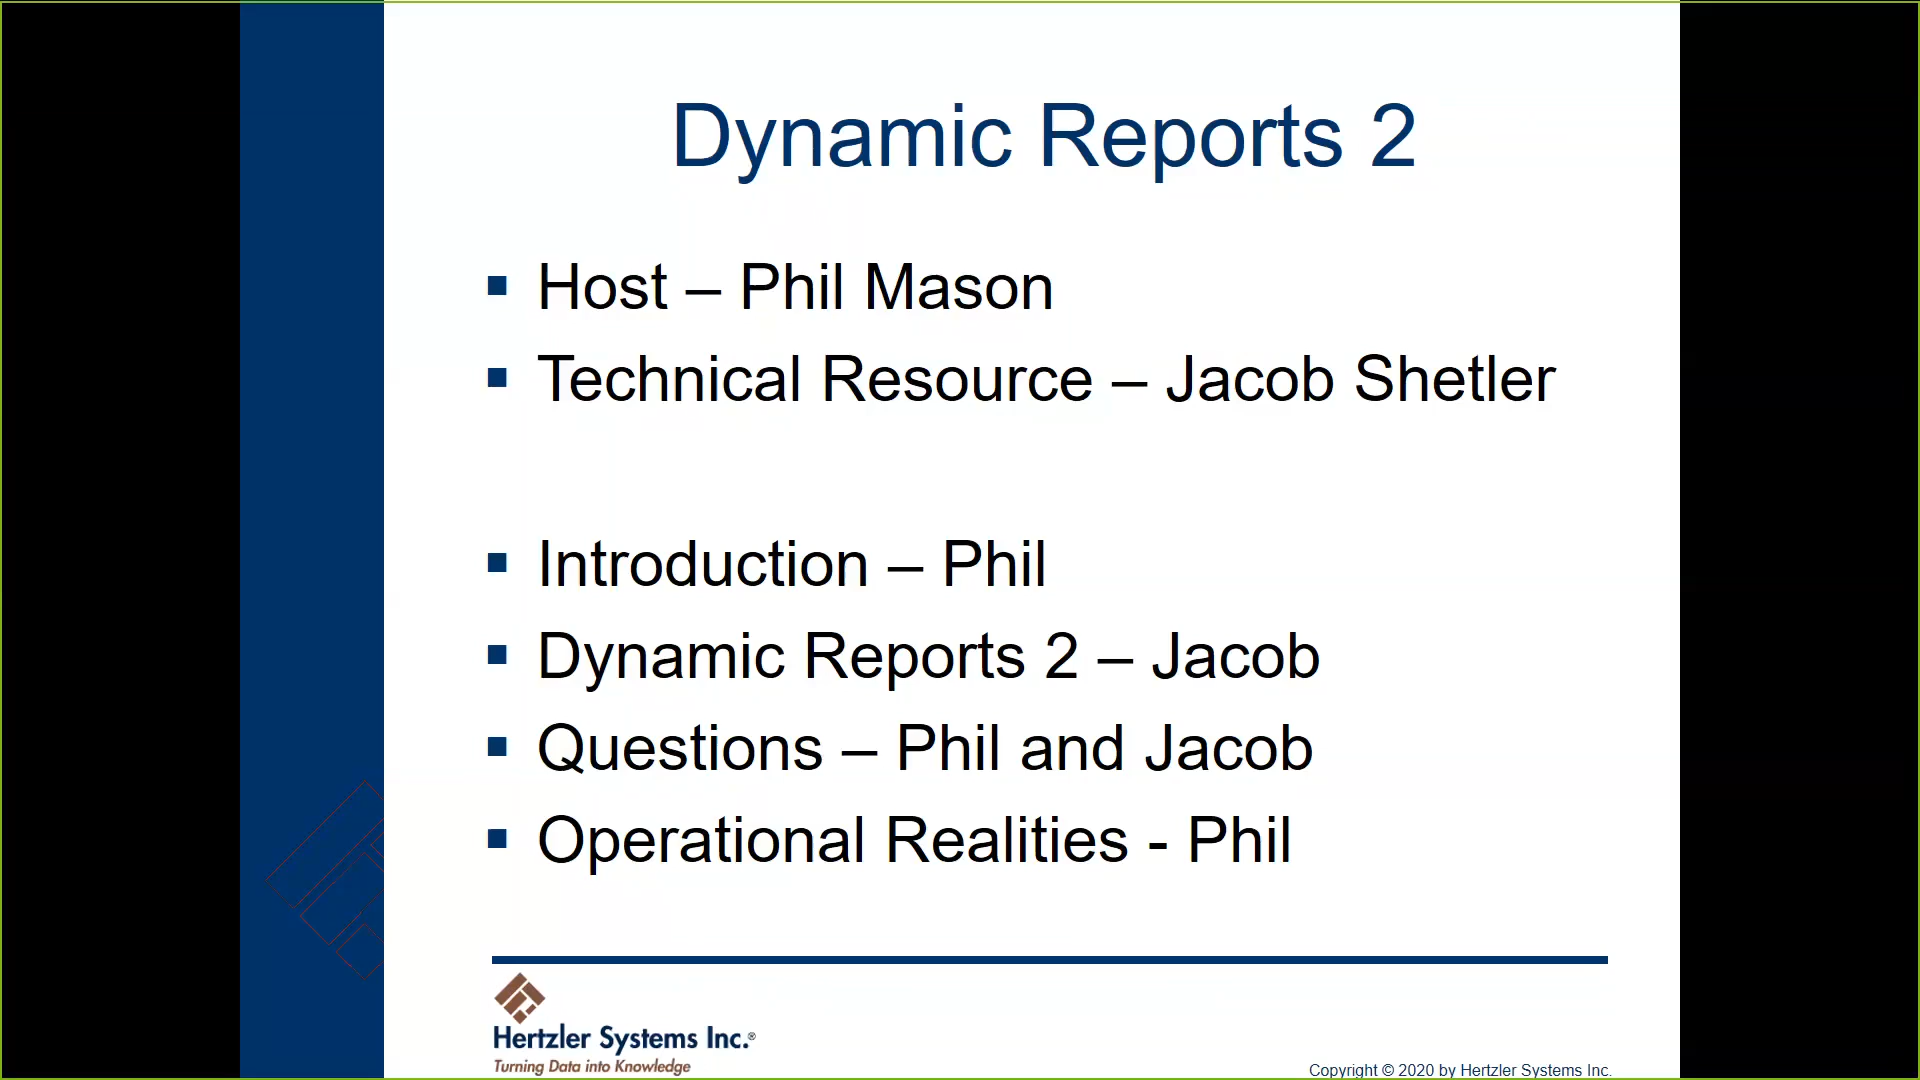 Dynamic Reports 2
▪ Host – Phil Mason
▪ Technical Resource – Jacob Shetler
▪ Introduction – Phil
▪ Dynamic Reports 2 – Jacob
▪ Questions – Phil and Jacob
▪ Operational Realities - Phil
Hertzler Systems Inc.®
Turning Data into Knowledge
Copyright © 2020 by Hertzler Systems Inc.